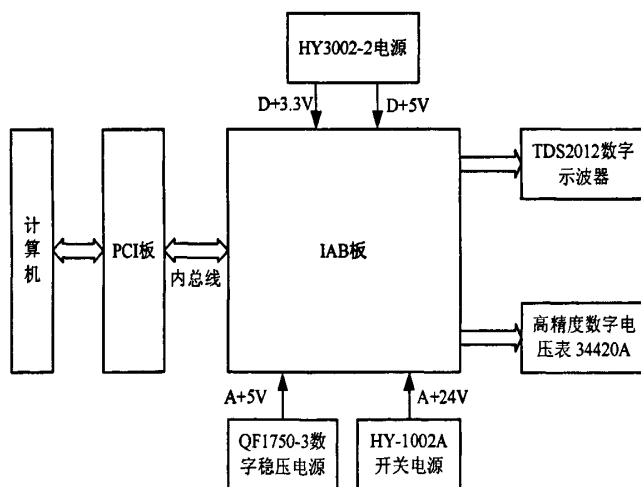 HY3002-2电源
D+3.3V
D+5V
TDS2012数字
示波器
计
算
机
PCI板
内总线
IAB板
高精度数字电
压表 34420A
A+5V
A+24V
QF1750-3数
字稳压电源
HY-1002A
开关电源